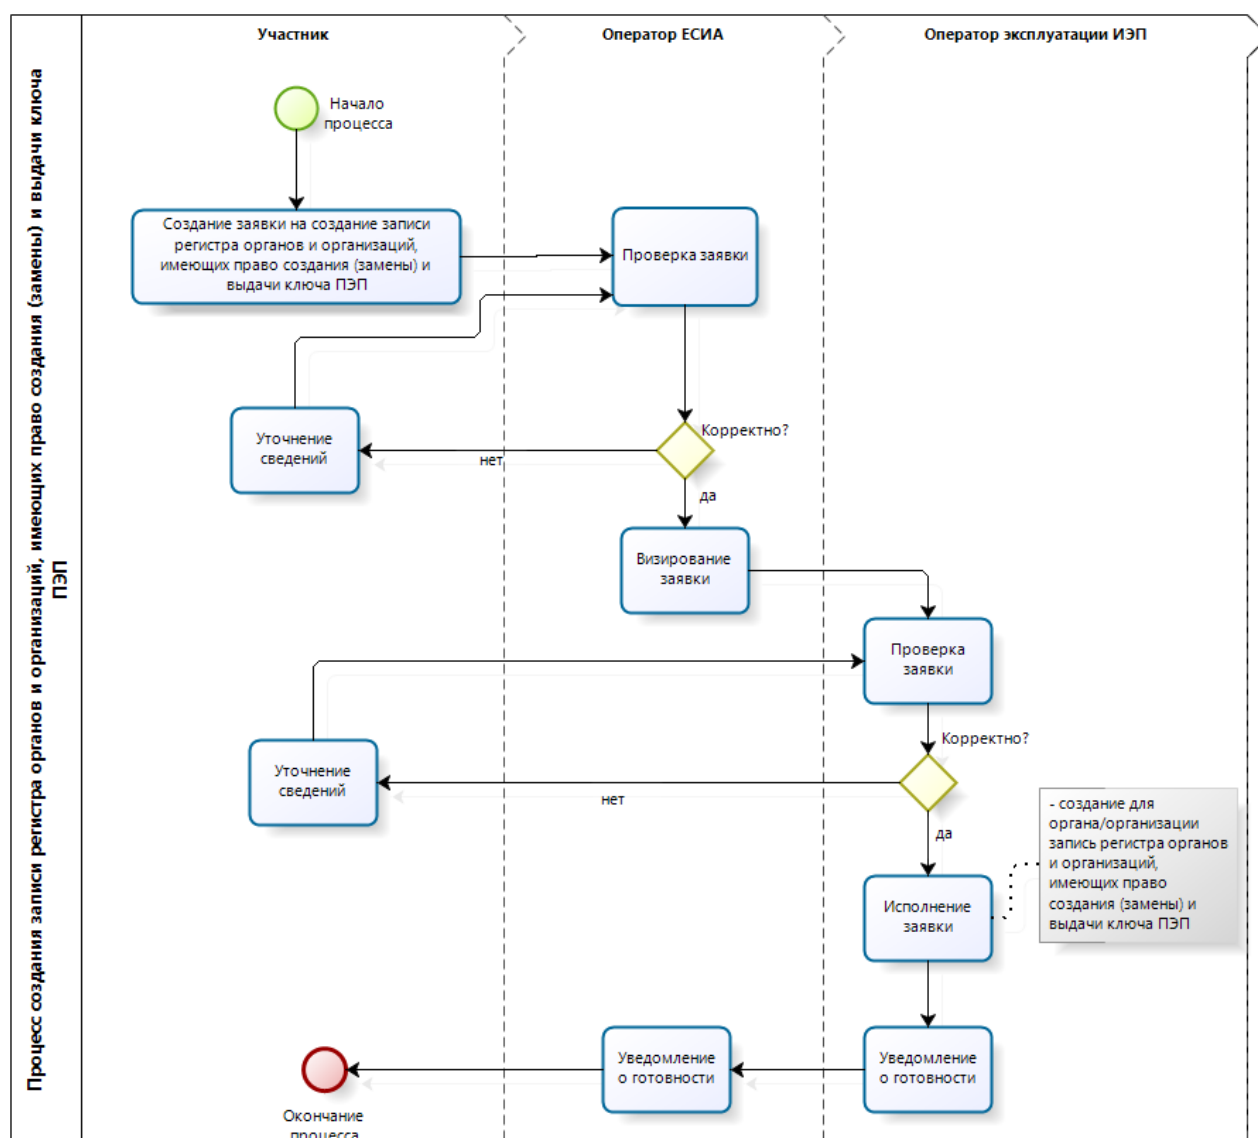 Процесс создания записи регистра органов и организаций, имеющих право создания (замены) и выдачи ключа
ПЭП
Участник
Оператор ЕСИА
Оператор эксплуатации ИЭП
Начало
процесса
Создание заявки на создание записи
регистра органов и организаций,
имеющих право создания (замены) и
выдачи ключа ПЭП
Проверка заявки
Корректно?
Уточнение
сведений
нет
да
Визирование
заявки
Проверка
заявки
Корректно?
Уточнение
сведений
нет
да
- создание для
органа/организации
запись регистра органов
и организаций,
имеющих право
создания (замены) и
выдачи ключа ПЭП
Исполнение
заявки
Уведомление
о готовности
Уведомление
о готовности
Окончание
процесса